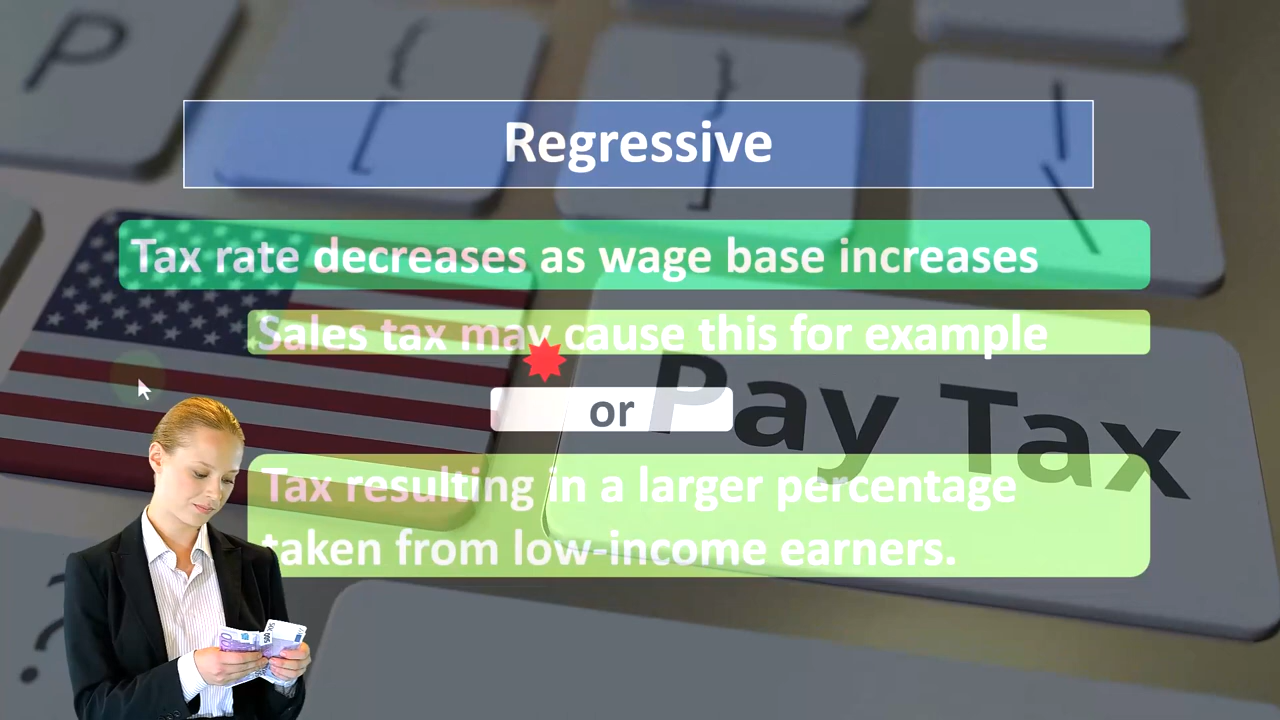 P { [ } ] | \
Regressive
Tax rate decreases as wage base increases
Sales tax may cause this for example
or
Pay Tax
Tax resulting in a larger percentage
taken from low-income earners.
?
500